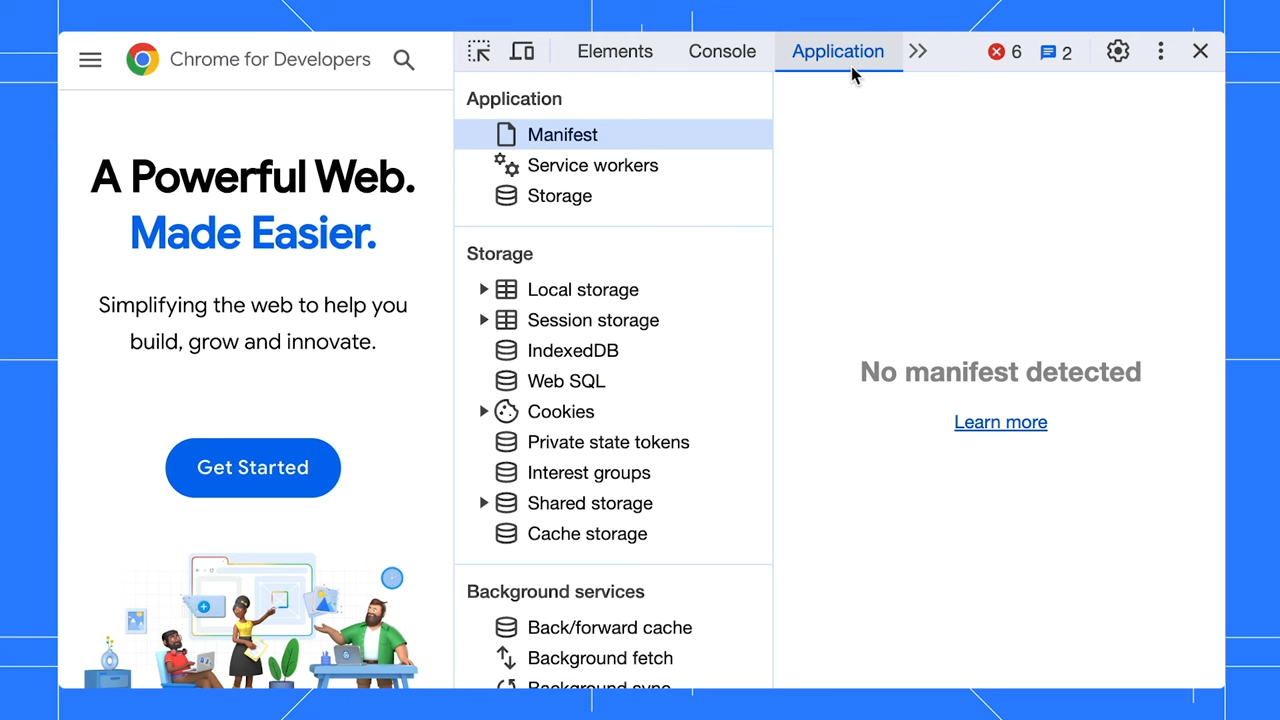 Chrome for Developers
A Powerful Web.
Made Easier.
Simplifying the web to help you
build, grow and innovate.
Get Started
Elements
Console
Application
6
2
Application
Manifest
Service workers
Storage
Storage
Local storage
Session storage
IndexedDB
Web SQL
Cookies
Private state tokens
Interest groups
Shared storage
Cache storage
Background services
Back/forward cache
Background fetch
Background sync
No manifest detected
Learn more